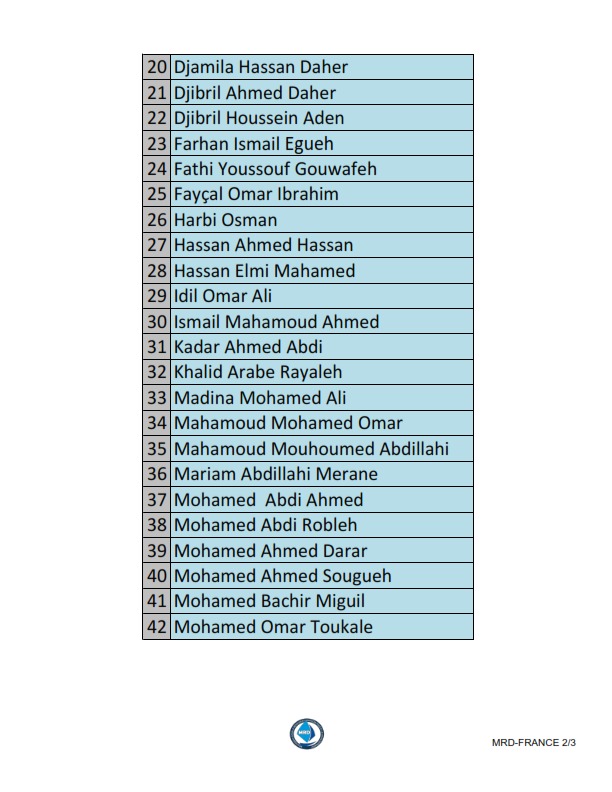 20 Djamila Hassan Daher
21 Djibril Ahmed Daher
22 Djibril Houssein Aden
23 Farhan Ismail Egueh
24 Fathi Youssouf Gouwafeh
25 Fayçal Omar Ibrahim
26 Harbi Osman
27 Hassan Ahmed Hassan
28 Hassan Elmi Mahamed
29 Idil Omar Ali
30 Ismail Mahamoud Ahmed
31 Kadar Ahmed Abdi
32 Khalid Arabe Rayaleh
33 Madina Mohamed Ali
34 Mahamoud Mohamed Omar
35 Mahamoud Mouhoumed Abdillahi
36 Mariam Abdillahi Merane
37 Mohamed  Abdi Ahmed
38 Mohamed Abdi Robleh
39 Mohamed Ahmed Darar
40 Mohamed Ahmed Sougueh
41 Mohamed Bachir Miguil
42 Mohamed Omar Toukale
MRD
MRD-FRANCE 2/3